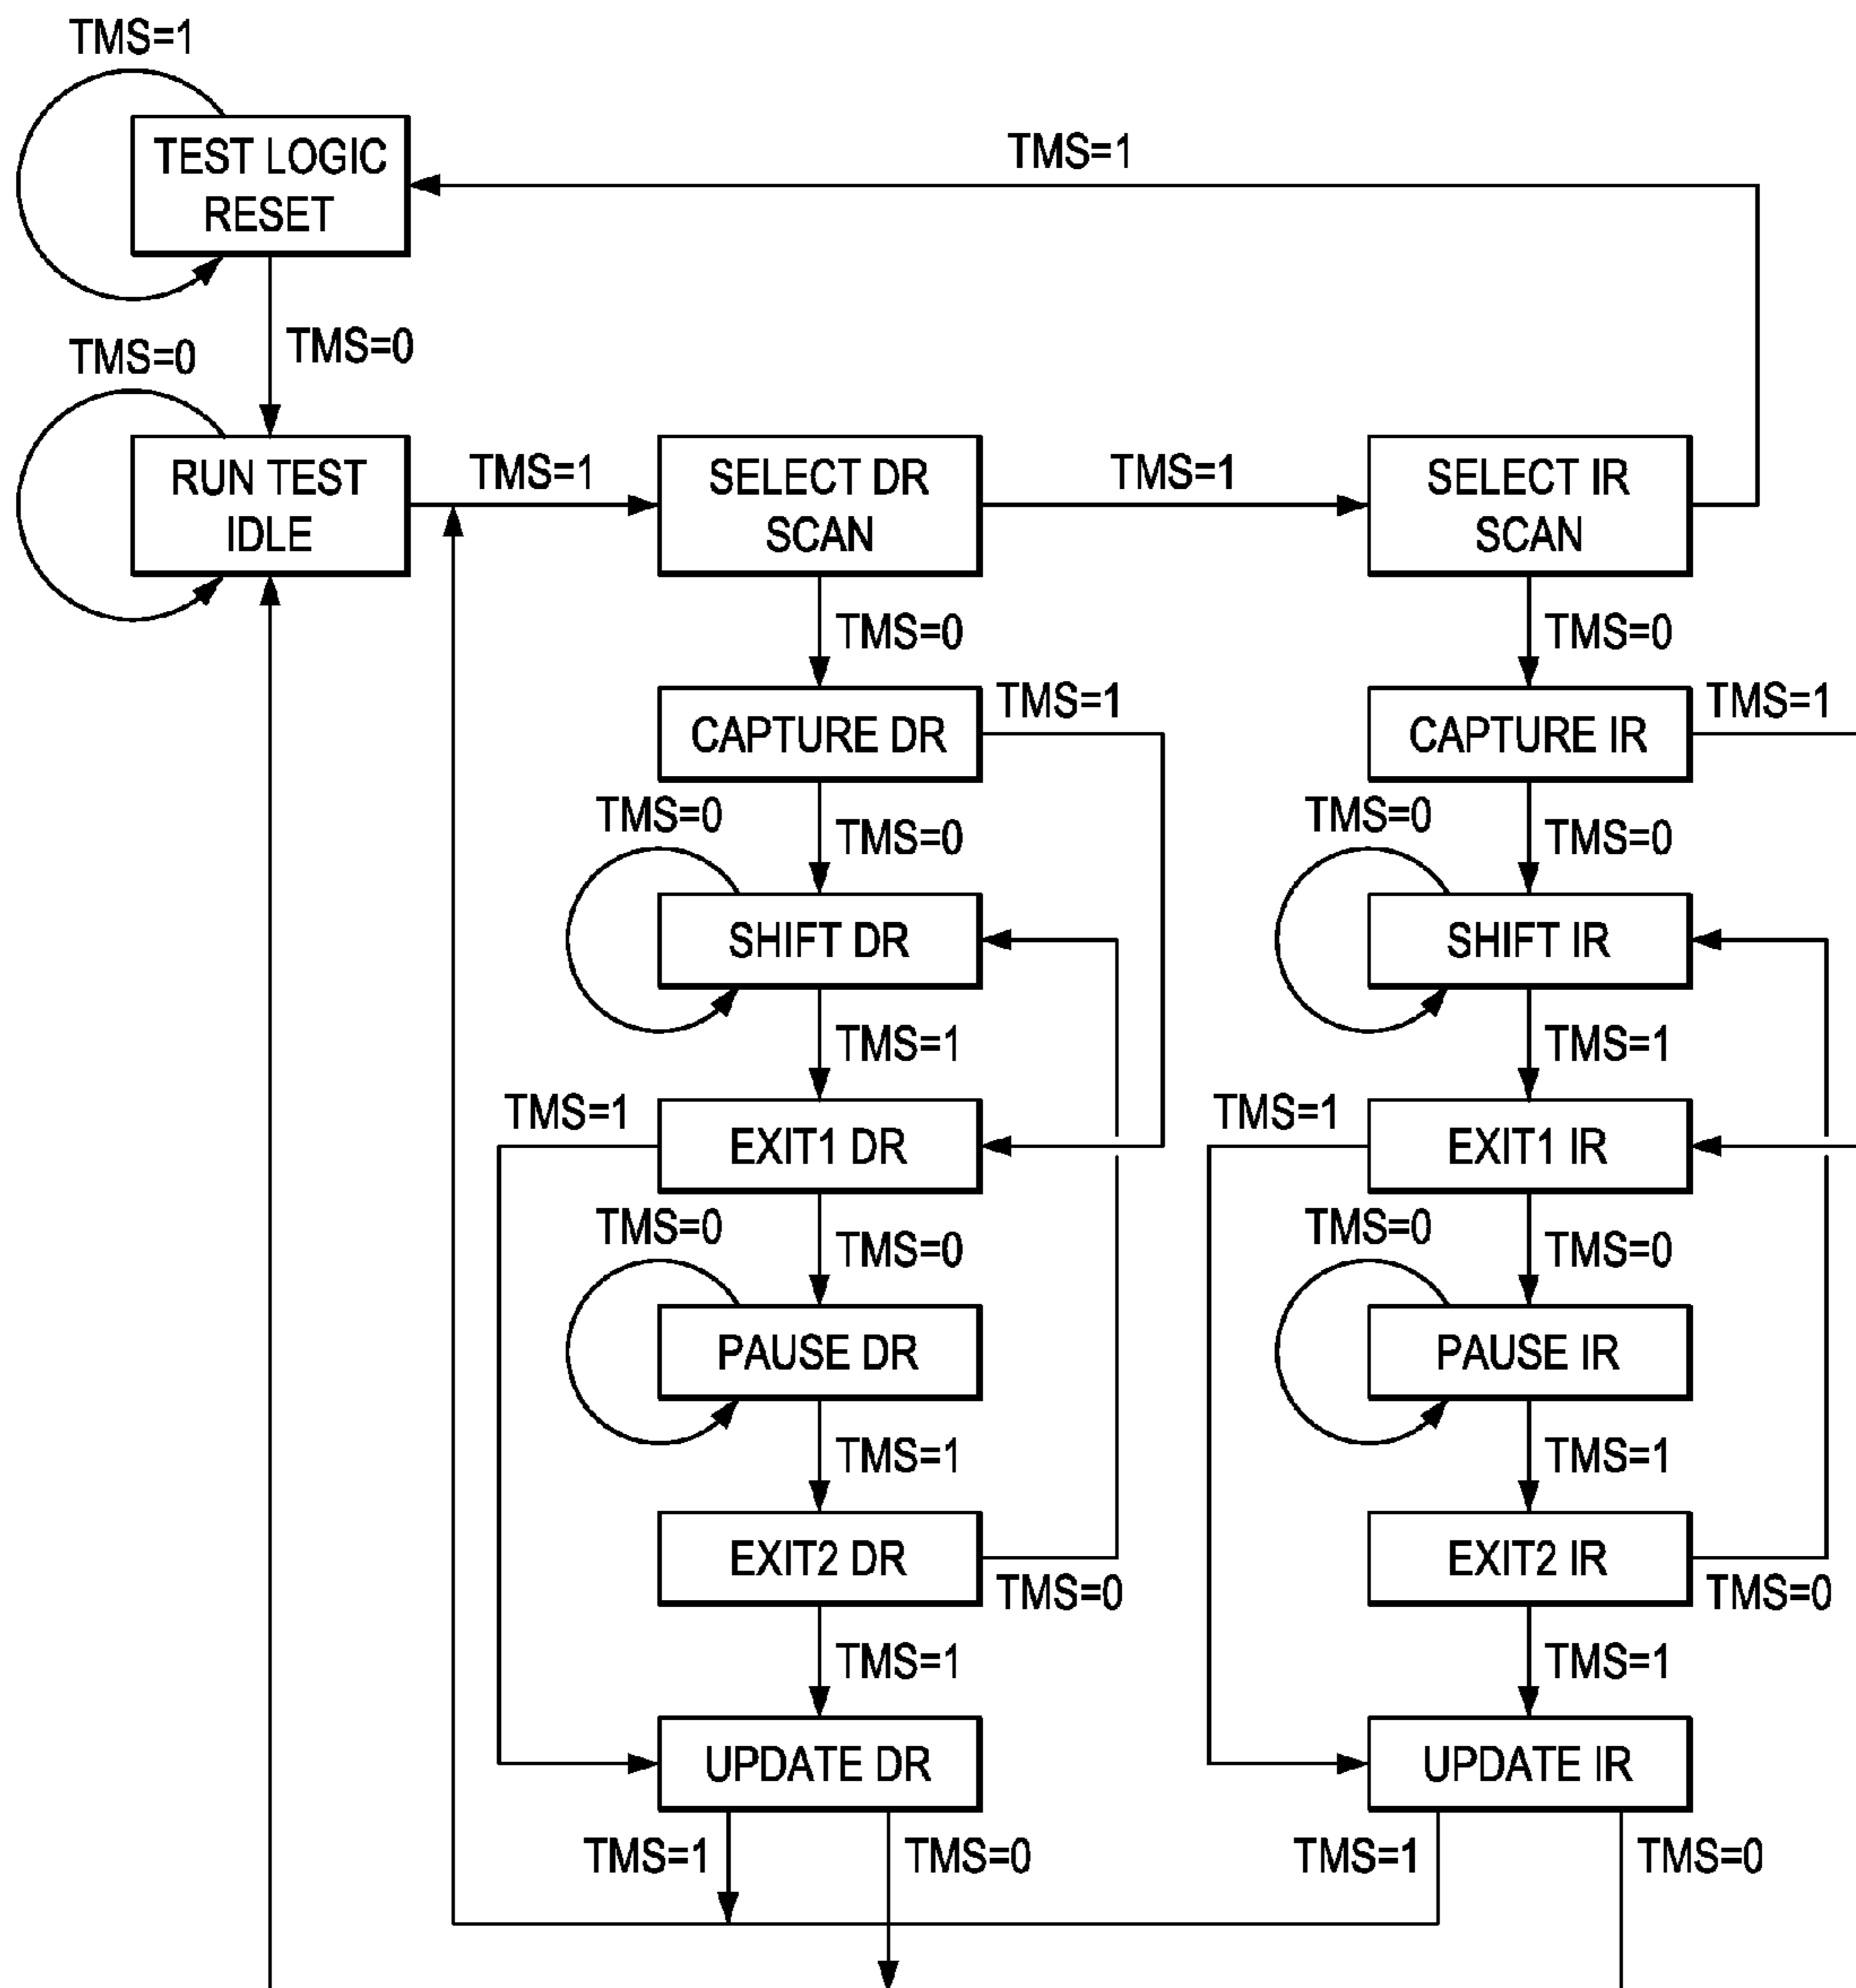 TMS=1
TEST LOGIC
RESET
TMS=1
TMS=0
TMS=0
RUN TEST
IDLE
TMS=1
SELECT DR
SCAN
TMS=1
SELECT IR
SCAN
TMS=0
TMS=0
CAPTURE DR
TMS=1
CAPTURE IR
TMS=1
TMS=0
TMS=0
TMS=0
TMS=0
SHIFT DR
SHIFT IR
TMS=1
TMS=1
TMS=1
EXIT1 DR
TMS=1
EXIT1 IR
TMS=0
TMS=0
TMS=0
TMS=0
PAUSE DR
PAUSE IR
TMS=1
TMS=1
EXIT2 DR
TMS=0
EXIT2 IR
TMS=0
TMS=1
TMS=1
UPDATE DR
UPDATE IR
TMS=1
TMS=0
TMS=1
TMS=0